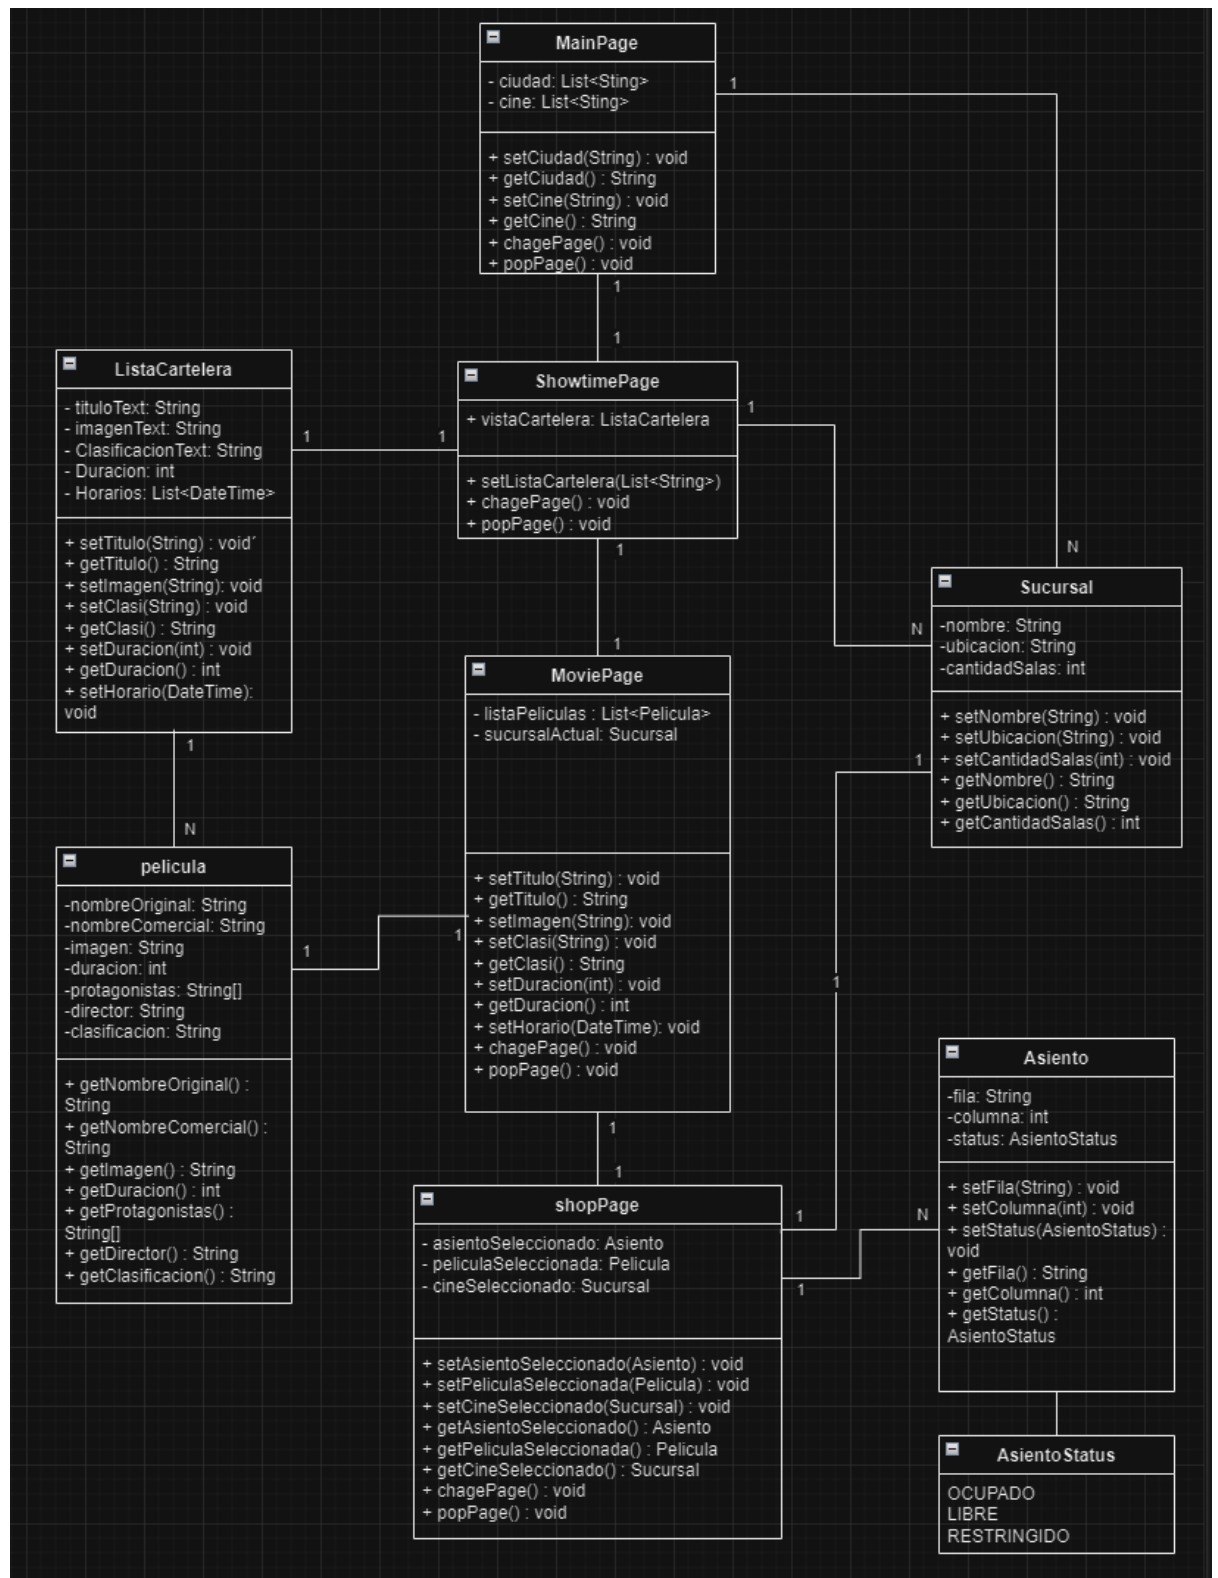 MainPage
- ciudad: List<Sting>
- cine: List<Sting>
+ setCiudad(String) : void
+ getCiudad() : String
+ setCine(String) : void
+ getCine() : String
+ chagePage() : void
+ popPage() : void
1
1
1
N
ListaCartelera
- tituloText: String
- imagenText: String
- ClasificacionText: String
- Duracion: int
- Horarios: List<DateTime>
+ setTitulo(String) : void´
+ getTitulo() : String
+ setImagen(String): void
+ setClasi(String) : void
+ getClasi() : String
+ setDuracion(int) : void
+ getDuracion() : int
+ setHorario(DateTime):
void
1
1
1
N
ShowtimePage
+ vistaCartelera: ListaCartelera
+ setListaCartelera(List<String>)
+ chagePage() : void
+ popPage() : void
1
N
1
1
Sucursal
-nombre: String
-ubicacion: String
-cantidadSalas: int
+ setNombre(String) : void
+ setUbicacion(String) : void
+ setCantidadSalas(int) : void
+ getNombre() : String
+ getUbicacion() : String
+ getCantidadSalas() : int
1
1
1
MoviePage
- listaPeliculas : List<Pelicula>
- sucursalActual: Sucursal
+ setTitulo(String) : void
+ getTitulo() : String
+ setImagen(String): void
+ setClasi(String) : void
+ getClasi() : String
+ setDuracion(int) : void
+ getDuracion() : int
+ setHorario(DateTime): void
+ chagePage() : void
+ popPage() : void
1
1
pelicula
-nombreOriginal: String
-nombreComercial: String
-imagen: String
-duracion: int
-protagonistas: String[]
-director: String
-clasificacion: String
+ getNombreOriginal() :
String
+ getNombreComercial() :
String
+ getImagen() : String
+ getDuracion() : int
+ getProtagonistas() :
String[]
+ getDirector() : String
+ getClasificacion() : String
1
1
shopPage
- asientoSeleccionado: Asiento
- peliculaSeleccionada: Pelicula
- cineSeleccionado: Sucursal
+ setAsientoSeleccionado(Asiento) : void
+ setPeliculaSeleccionada(Pelicula) : void
+ setCineSeleccionado(Sucursal) : void
+ getAsientoSeleccionado() : Asiento
+ getPeliculaSeleccionada() : Pelicula
+ getCineSeleccionado() : Sucursal
+ chagePage() : void
+ popPage() : void
1
N
Asiento
-fila: String
-columna: int
-status: AsientoStatus
+ setFila(String) : void
+ setColumna(int) : void
+ setStatus(AsientoStatus) :
void
+ getFila() : String
+ getColumna() : int
+ getStatus() :
AsientoStatus
AsientoStatus
OCUPADO
LIBRE
RESTRINGIDO